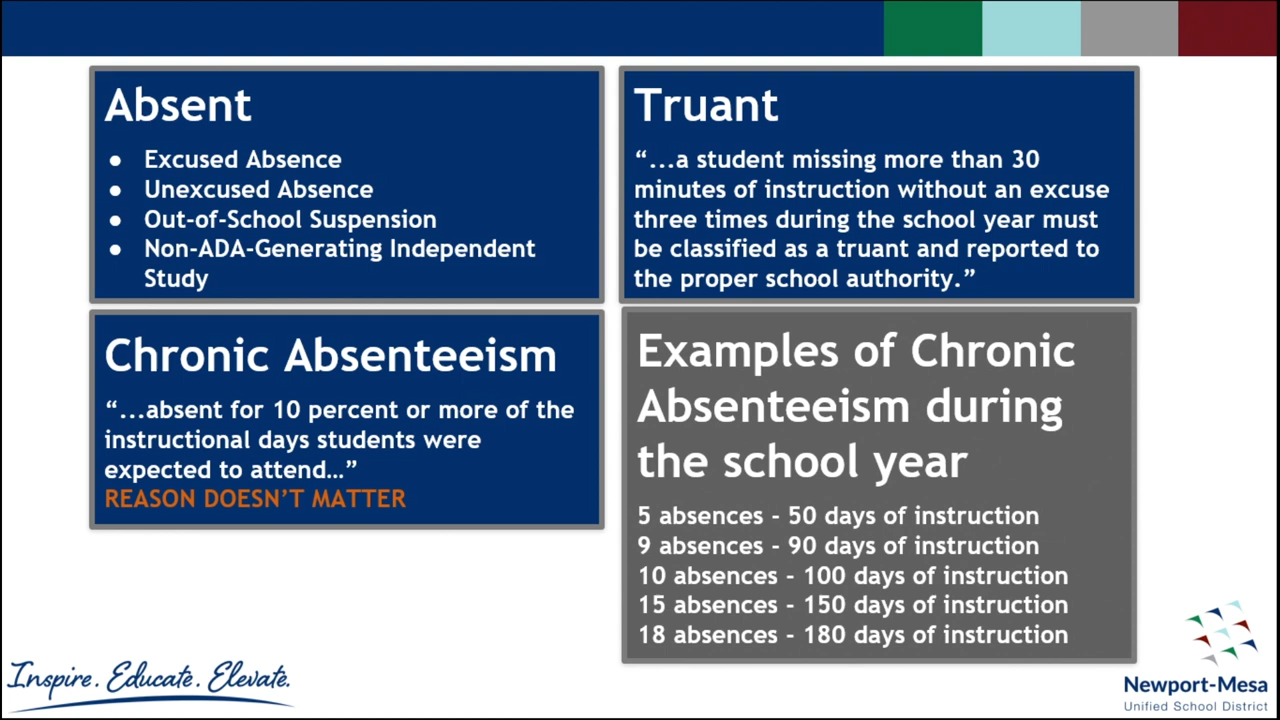 Absent
● Excused Absence
● Unexcused Absence
● Out-of-School Suspension
● Non-ADA-Generating Independent
Study
Truant
“...a student missing more than 30
minutes of instruction without an excuse
three times during the school year must
be classified as a truant and reported to
the proper school authority.”
Chronic Absenteeism
“...absent for 10 percent or more of the
instructional days students were
expected to attend…”
REASON DOESN’T MATTER
Examples of Chronic
Absenteeism during
the school year
5 absences - 50 days of instruction
9 absences - 90 days of instruction
10 absences - 100 days of instruction
15 absences - 150 days of instruction
18 absences - 180 days of instruction
Inspire. Educate. Elevate.
Newport-Mesa
Unified School District